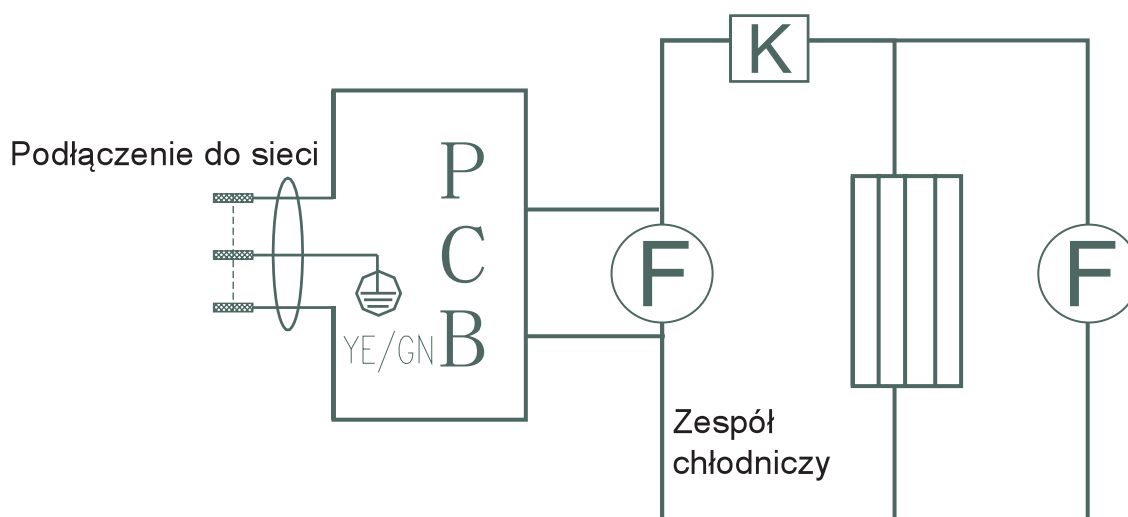 K
Podłączenie do sieci
P
C
B
F
F
YE/GN
Zespół
chłodniczy